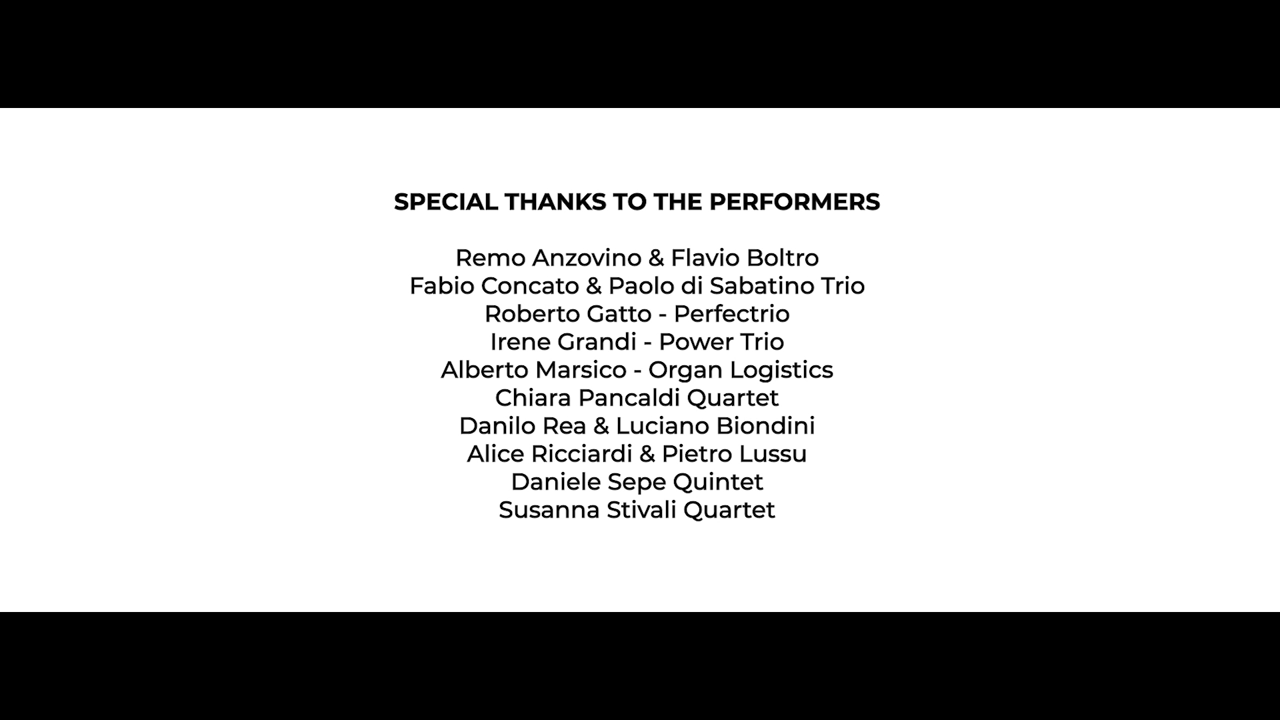 SPECIAL THANKS TO THE PERFORMERS
Remo Anzovino & Flavio Boltro
Fabio Concato & Paolo di Sabatino Trio
Roberto Gatto - Perfectrio
Irene Grandi - Power Trio
Alberto Marsico - Organ Logistics
Chiara Pancaldi Quartet
Danilo Rea & Luciano Biondini
Alice Ricciardi & Pietro Lussu
Daniele Sepe Quintet
Susanna Stivali Quartet